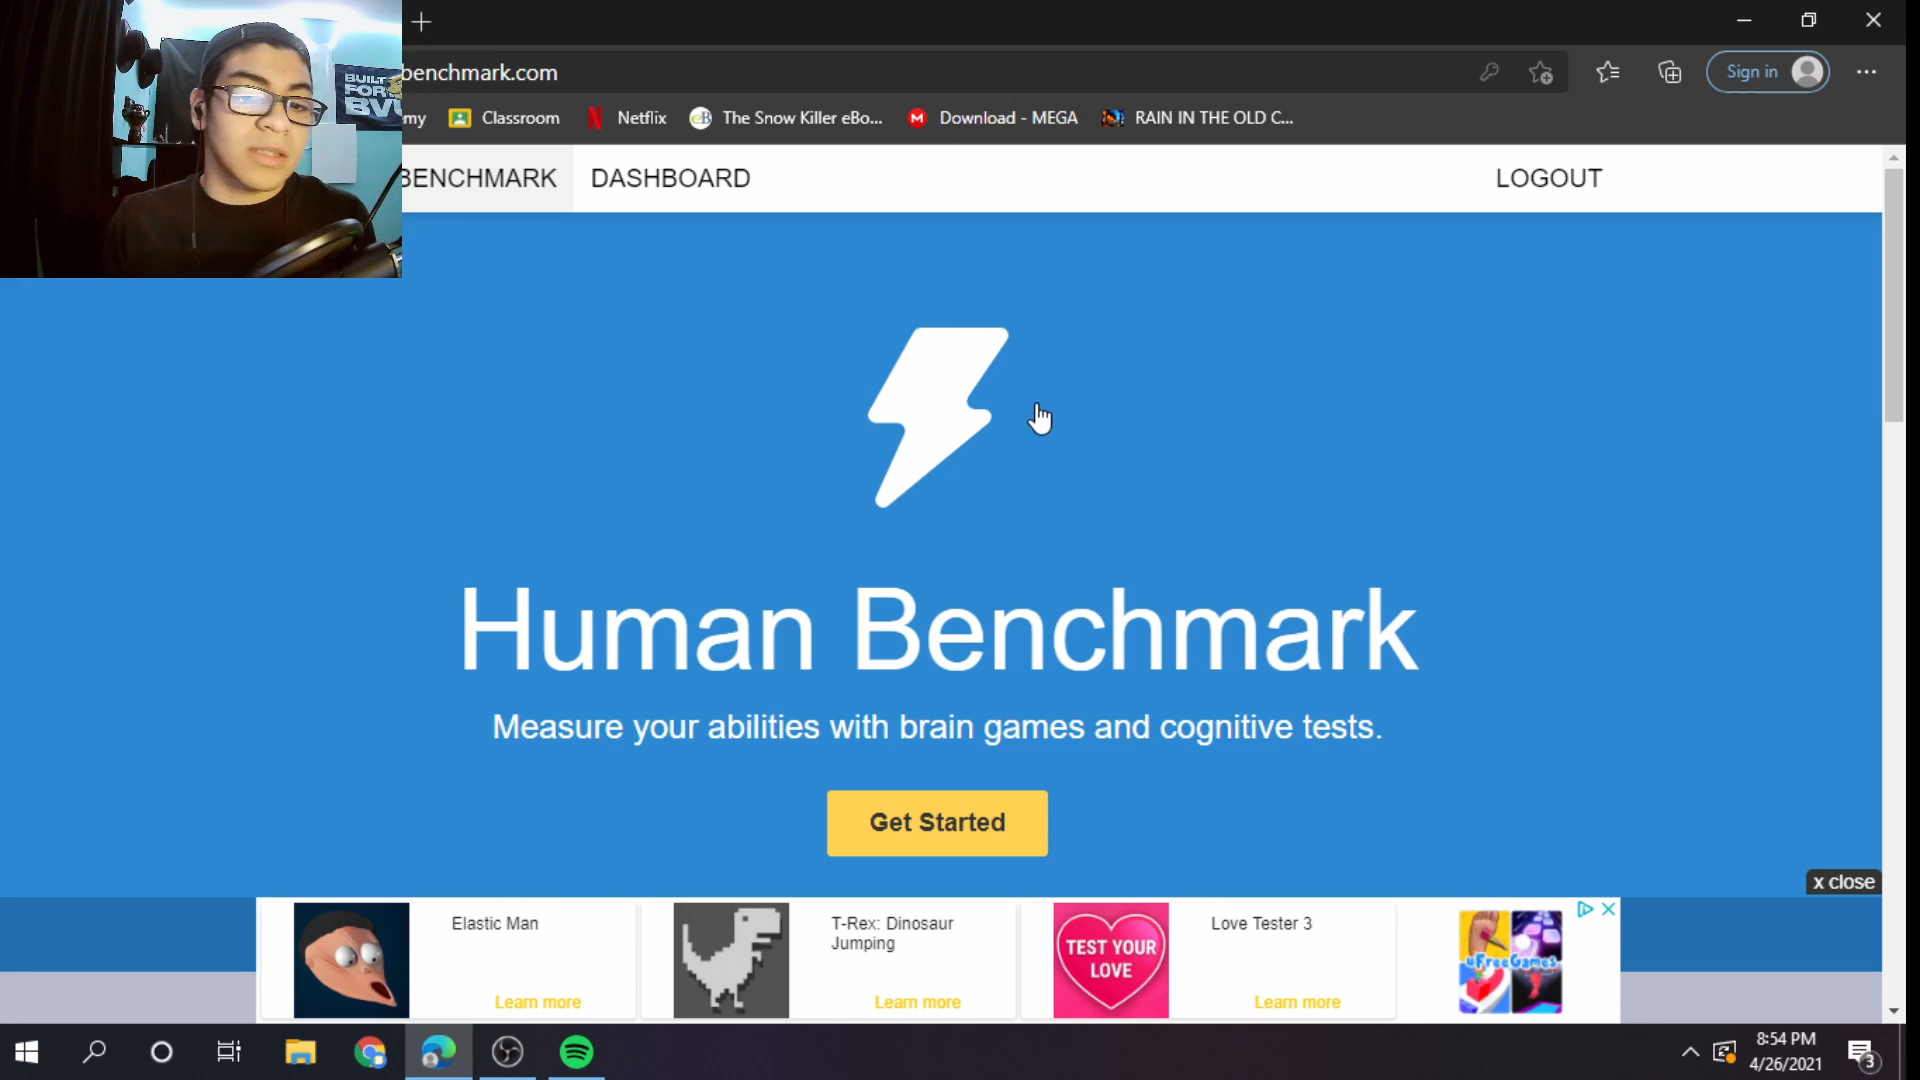 BUILT
FOR
benchmark.com
Sign in
my
Classroom
Netflix
The Snow Killer eBo...
Download - MEGA
RAIN IN THE OLD C...
BENCHMARK
DASHBOARD
LOGOUT
Human Benchmark
Measure your abilities with brain games and cognitive tests.
Get Started
x close
Elastic Man
Learn more
T-Rex: Dinosaur
Jumping
Learn more
TEST YOUR
LOVE
Love Tester 3
Learn more
uFreeGames
8:54 PM
4/26/2021
3